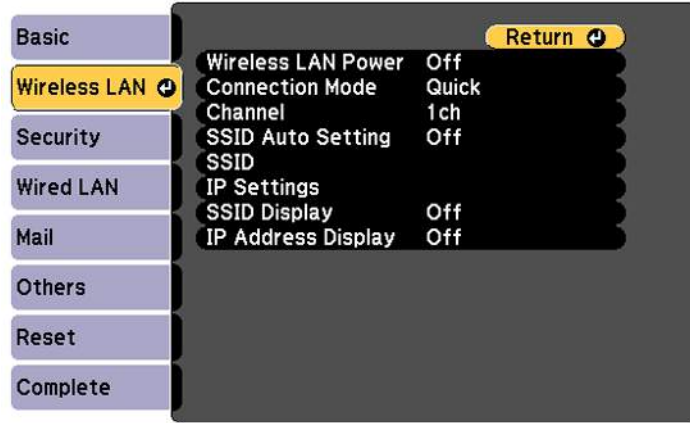 Basic
Wireless LAN
Security
Wired LAN
Mail
Others
Reset
Complete
Return
Wireless LAN Power Off
Connection Mode Quick
Channel 1ch
SSID Auto Setting Off
SSID
IP Settings
SSID Display Off
IP Address Display Off